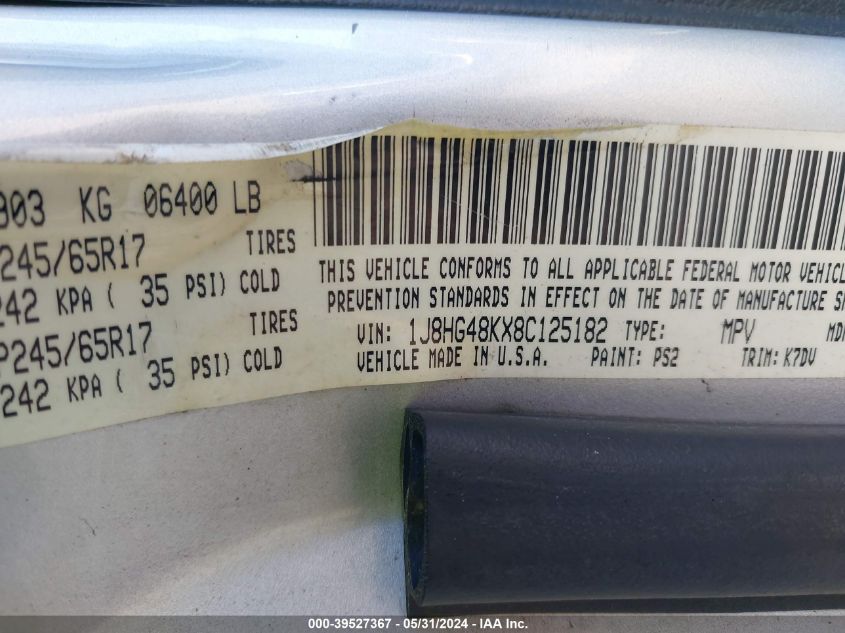 KG 06400 LB
245/65R17 TIRES
242 KPA ( 35 PSI) COLD
P245/65R17 TIRES
242 KPA ( 35 PSI) COLD
THIS VEHICLE CONFORMS TO ALL APPLICABLE FEDERAL MOTOR VEHICL
PREVENTION STANDARDS IN EFFECT ON THE DATE OF MANUFACTURE SH
VIN: 1J8HG48KX8C125182 TYPE: MPV
VEHICLE MADE IN U.S.A. PAINT: PS2 TRIM: K7DV
000-39527367 - 05/31/2024 - IAA Inc.